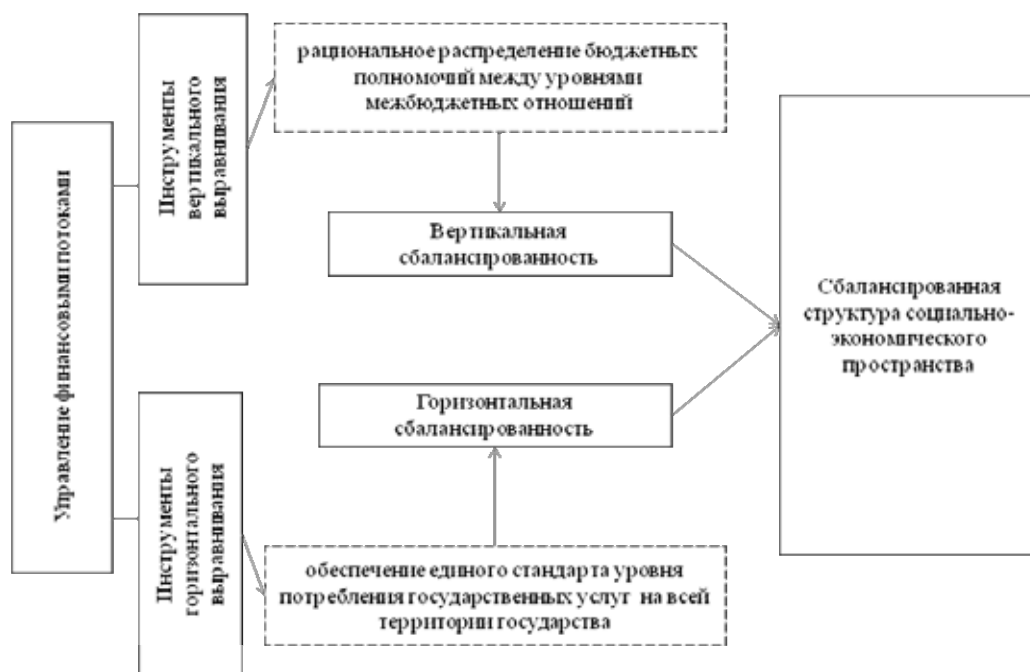 Управление финансовыми потоками
Инструменты
вертикального
выравнивания
рациональное распределение бюджетных
полномочий между уровнями
межбюджетных отношений
Вертикальная
сбалансированность
Инструменты
горизонтального
выравнивания
обеспечение единого стандарта уровня
потребления государственных услуг на всей
территории государства
Горизонтальная
сбалансированность
Сбалансированная
структура социально-
экономического
пространства